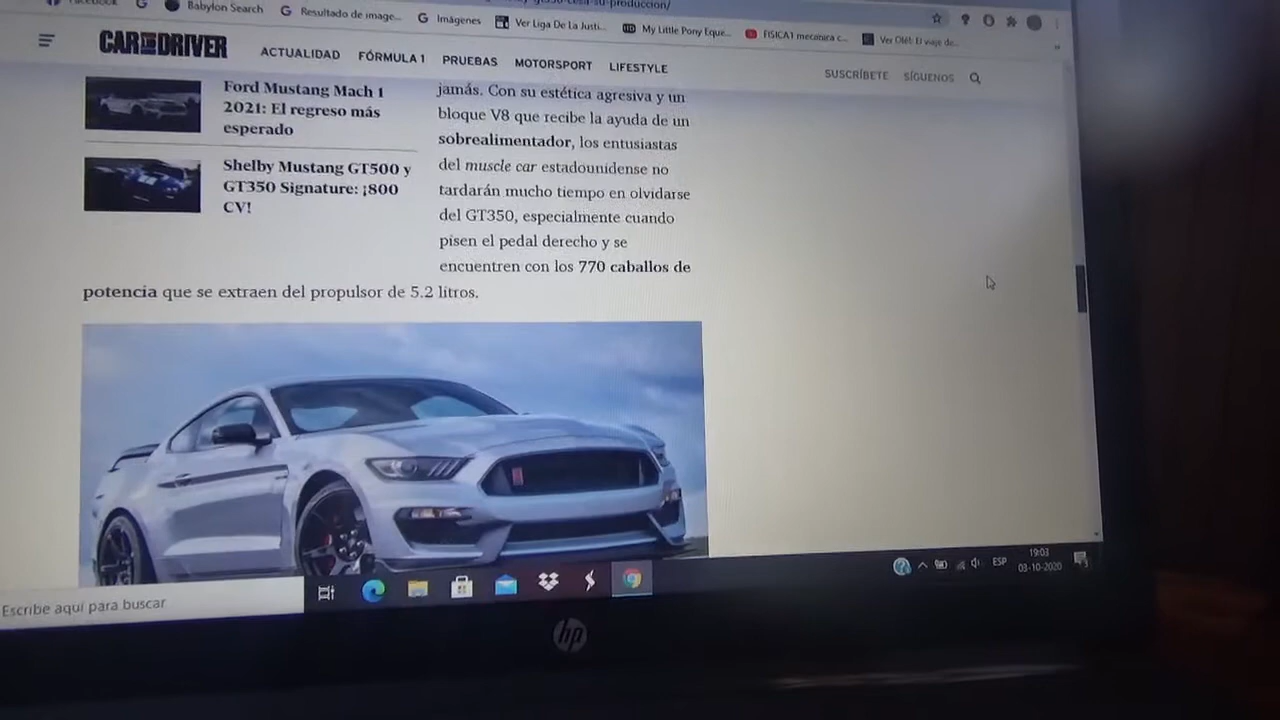 Babylon Search
Resultado de image...
Imágenes
Ver Liga De La Justi...
My Little Pony Eque...
FISICA1 mecanica c...
Ver Olé!: El viaje de...
CAR AND DRIVER
ACTUALIDAD
FÓRMULA 1
PRUEBAS
MOTORSPORT
LIFESTYLE
SUSCRÍBETE
SÍGUENOS
Ford Mustang Mach 1
2021: El regreso más
esperado
Shelby Mustang GT500 y
GT350 Signature: ¡800
CV!
jamás. Con su estética agresiva y un
bloque V8 que recibe la ayuda de un
sobrealimentador, los entusiastas
del muscle car estadounidense no
tardarán mucho tiempo en olvidarse
del GT350, especialmente cuando
pisen el pedal derecho y se
encuentren con los 770 caballos de
potencia que se extraen del propulsor de 5.2 litros.
Escribe aquí para buscar
ESP
19:03
03-10-2020
hp